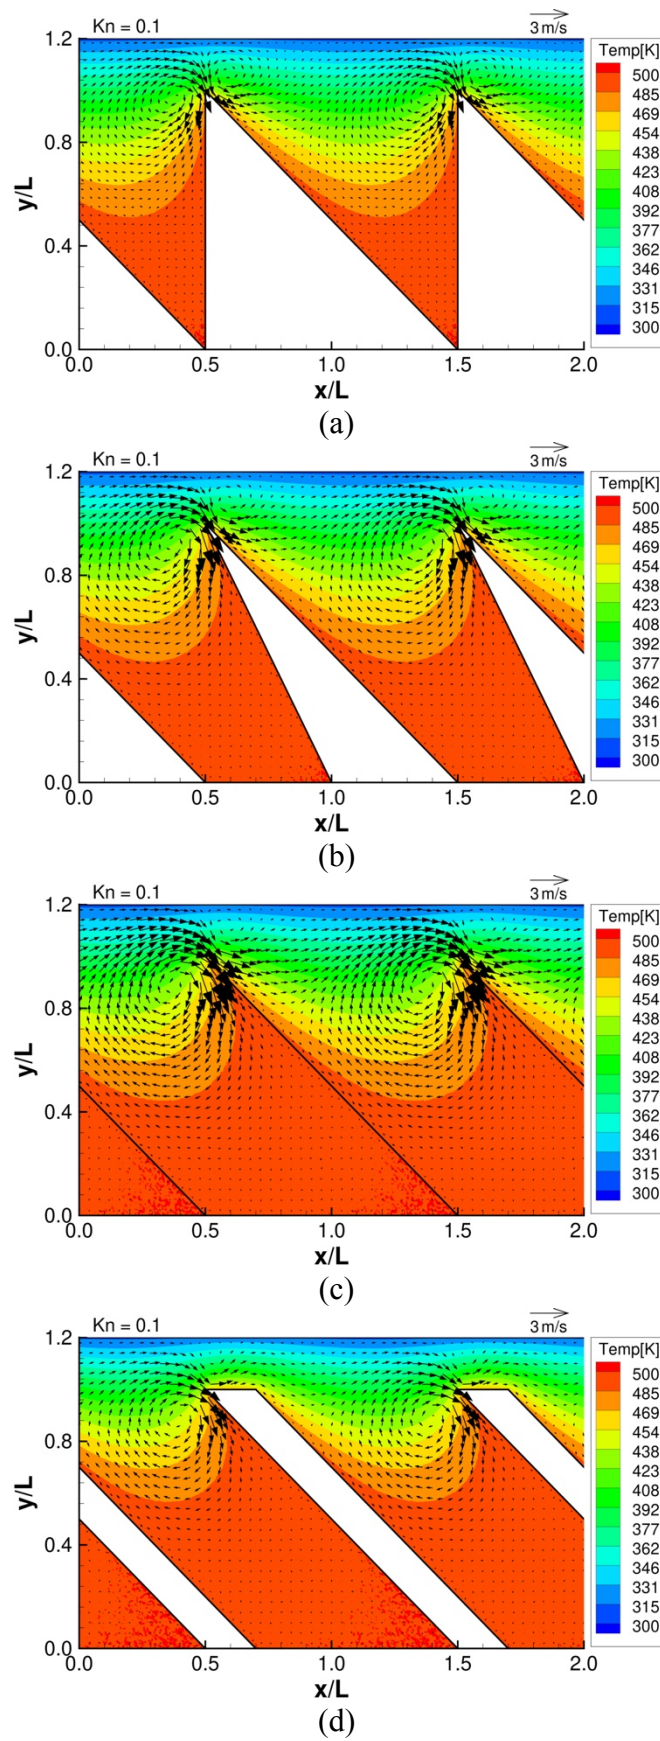 Kn = 0.1
3 m/s
1.2
0.8
0.4
0.0
y/L
0.0 0.5 1.0 1.5 2.0
x/L
Temp[K]
500
485
469
454
438
423
408
392
377
362
346
331
315
300
(a)
Kn = 0.1
3 m/s
1.2
0.8
0.4
0.0
y/L
0.0 0.5 1.0 1.5 2.0
x/L
Temp[K]
500
485
469
454
438
423
408
392
377
362
346
331
315
300
(b)
Kn = 0.1
3 m/s
1.2
0.8
0.4
0.0
y/L
0.0 0.5 1.0 1.5 2.0
x/L
Temp[K]
500
485
469
454
438
423
408
392
377
362
346
331
315
300
(c)
Kn = 0.1
3 m/s
1.2
0.8
0.4
0.0
y/L
0.0 0.5 1.0 1.5 2.0
x/L
Temp[K]
500
485
469
454
438
423
408
392
377
362
346
331
315
300
(d)